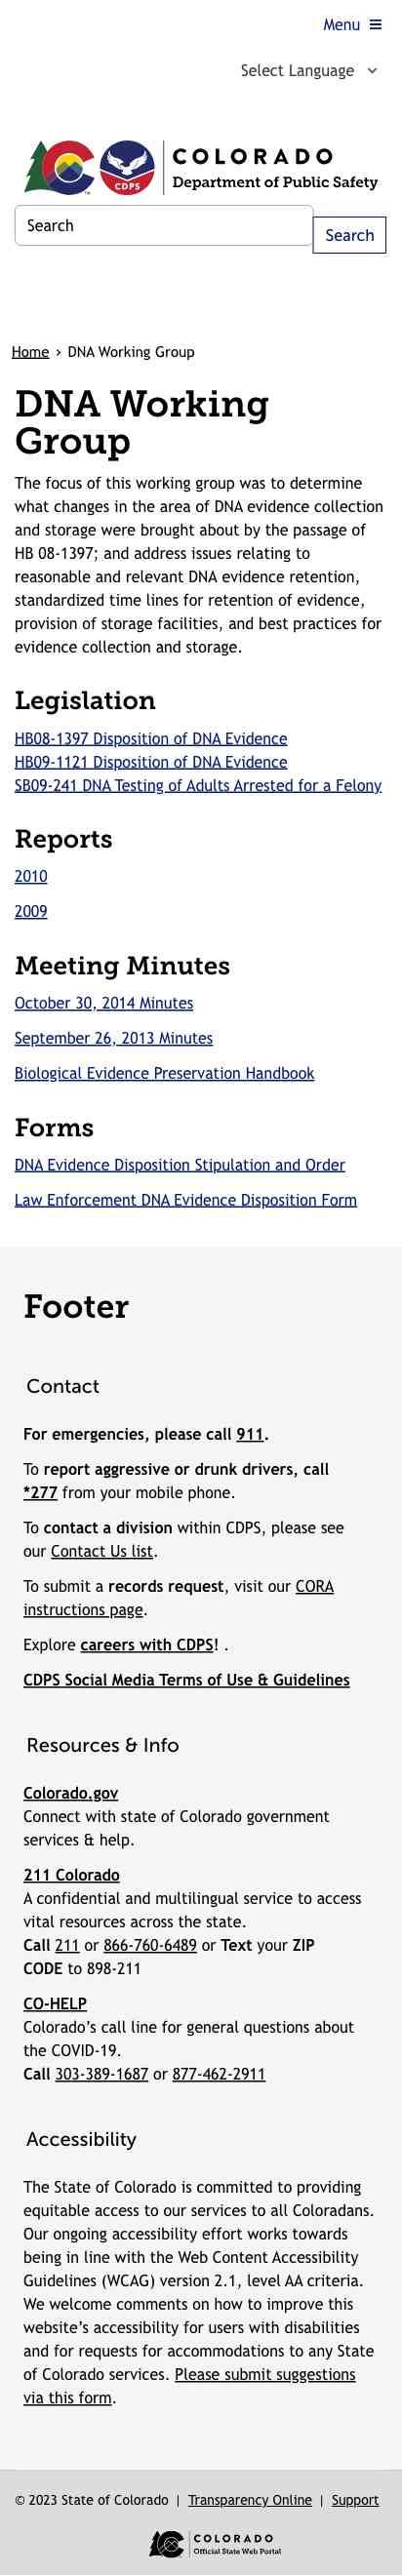 Menu
Select Language
COLORADO
CDPS
Department of Public Safety
Search
Search
Home › DNA Working Group
DNA Working
Group
The focus of this working group was to determine
what changes in the area of DNA evidence collection
and storage were brought about by the passage of
HB 08-1397; and address issues relating to
reasonable and relevant DNA evidence retention,
standardized time lines for retention of evidence,
provision of storage facilities, and best practices for
evidence collection and storage.
Legislation
HB08-1397 Disposition of DNA Evidence
HB09-1121 Disposition of DNA Evidence
SB09-241 DNA Testing of Adults Arrested for a Felony
Reports
2010
2009
Meeting Minutes
October 30, 2014 Minutes
September 26, 2013 Minutes
Biological Evidence Preservation Handbook
Forms
DNA Evidence Disposition Stipulation and Order
Law Enforcement DNA Evidence Disposition Form
Footer
Contact
For emergencies, please call 911.
To report aggressive or drunk drivers, call
*277 from your mobile phone.
To contact a division within CDPS, please see
our Contact Us list.
To submit a records request, visit our CORA
instructions page.
Explore careers with CDPS! .
CDPS Social Media Terms of Use & Guidelines
Resources & Info
Colorado.gov
Connect with state of Colorado government
services & help.
211 Colorado
A confidential and multilingual service to access
vital resources across the state.
Call 211 or 866-760-6489 or Text your ZIP
CODE to 898-211
CO-HELP
Colorado’s call line for general questions about
the COVID-19.
Call 303-389-1687 or 877-462-2911
Accessibility
The State of Colorado is committed to providing
equitable access to our services to all Coloradans.
Our ongoing accessibility effort works towards
being in line with the Web Content Accessibility
Guidelines (WCAG) version 2.1, level AA criteria.
We welcome comments on how to improve this
website’s accessibility for users with disabilities
and for requests for accommodations to any State
of Colorado services. Please submit suggestions
via this form.
© 2023 State of Colorado | Transparency Online | Support
COLORADO
Official State Web Portal